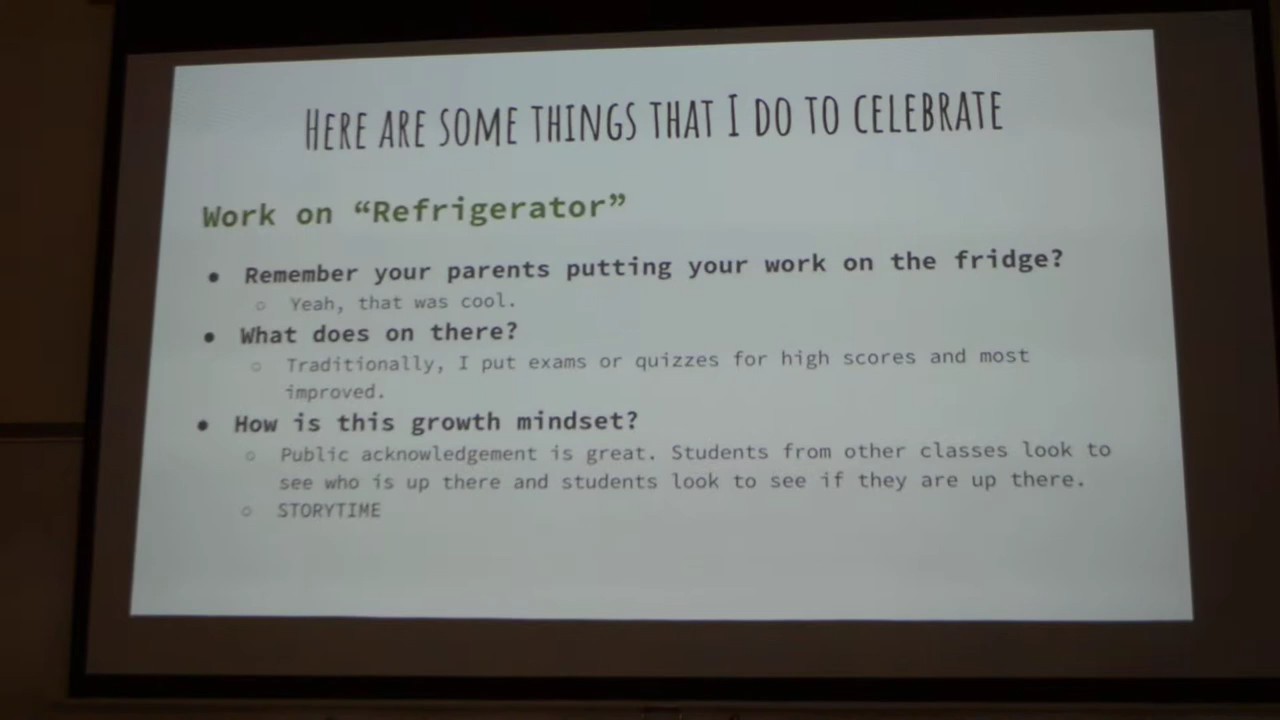 HERE ARE SOME THINGS THAT I DO TO CELEBRATE
Work on “Refrigerator”
● Remember your parents putting your work on the fridge?
○ Yeah, that was cool.
● What does on there?
○ Traditionally, I put exams or quizzes for high scores and most
improved.
● How is this growth mindset?
○ Public acknowledgement is great. Students from other classes look to
see who is up there and students look to see if they are up there.
○ STORYTIME